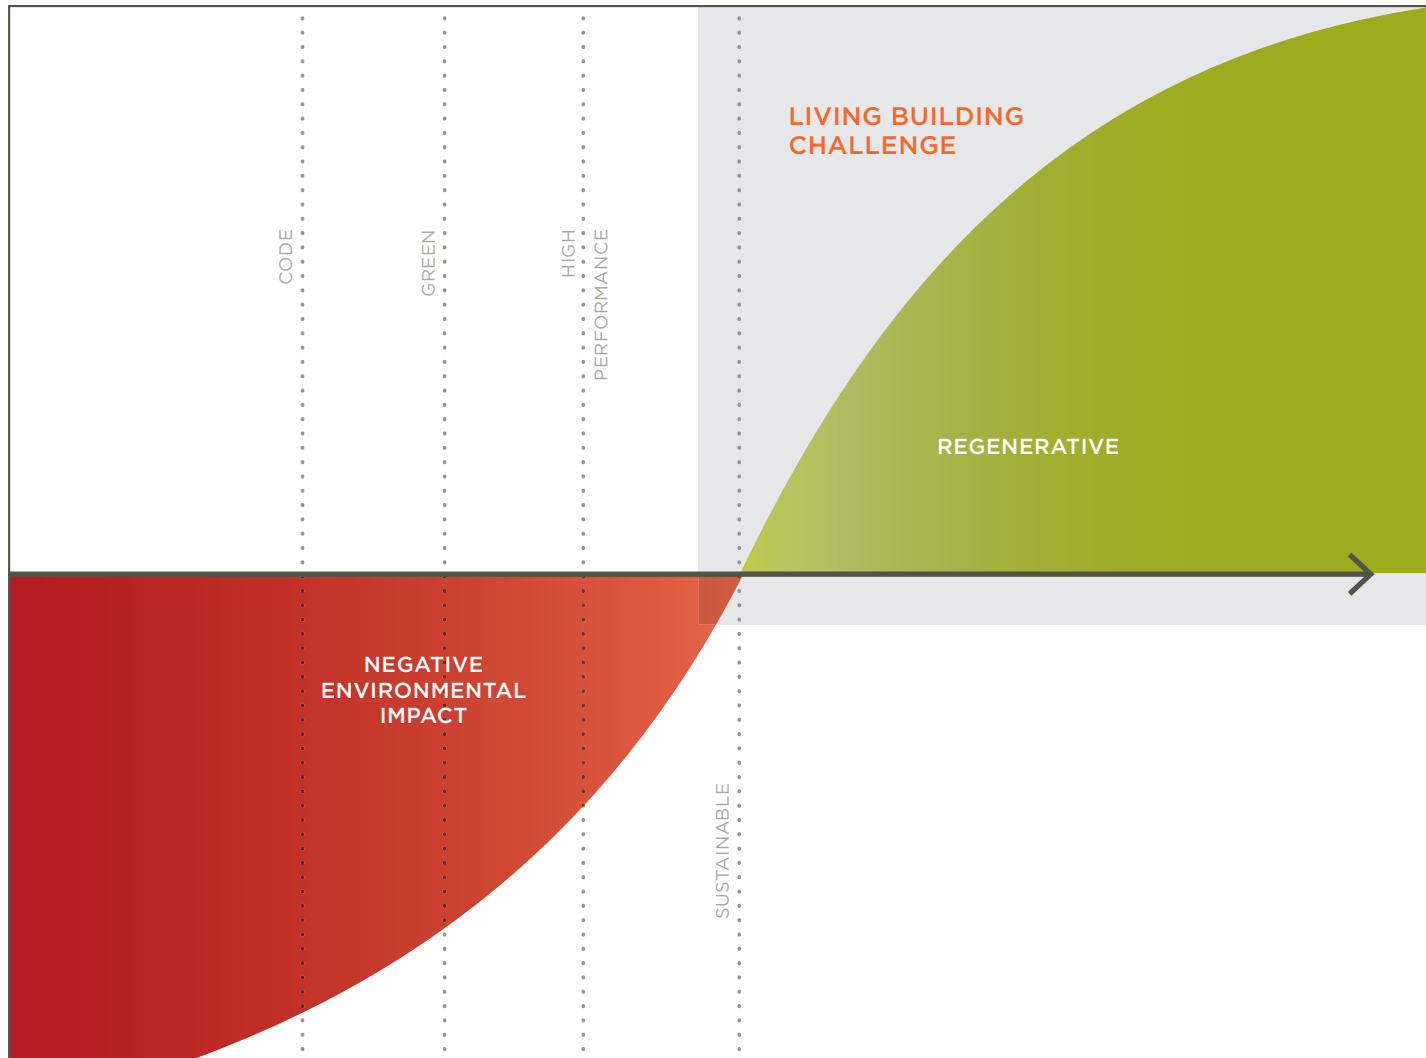 LIVING BUILDING
CHALLENGE
CODE
GREEN
HIGH
PERFORMANCE
REGENERATIVE
NEGATIVE
ENVIRONMENTAL
IMPACT
SUSTAINABLE